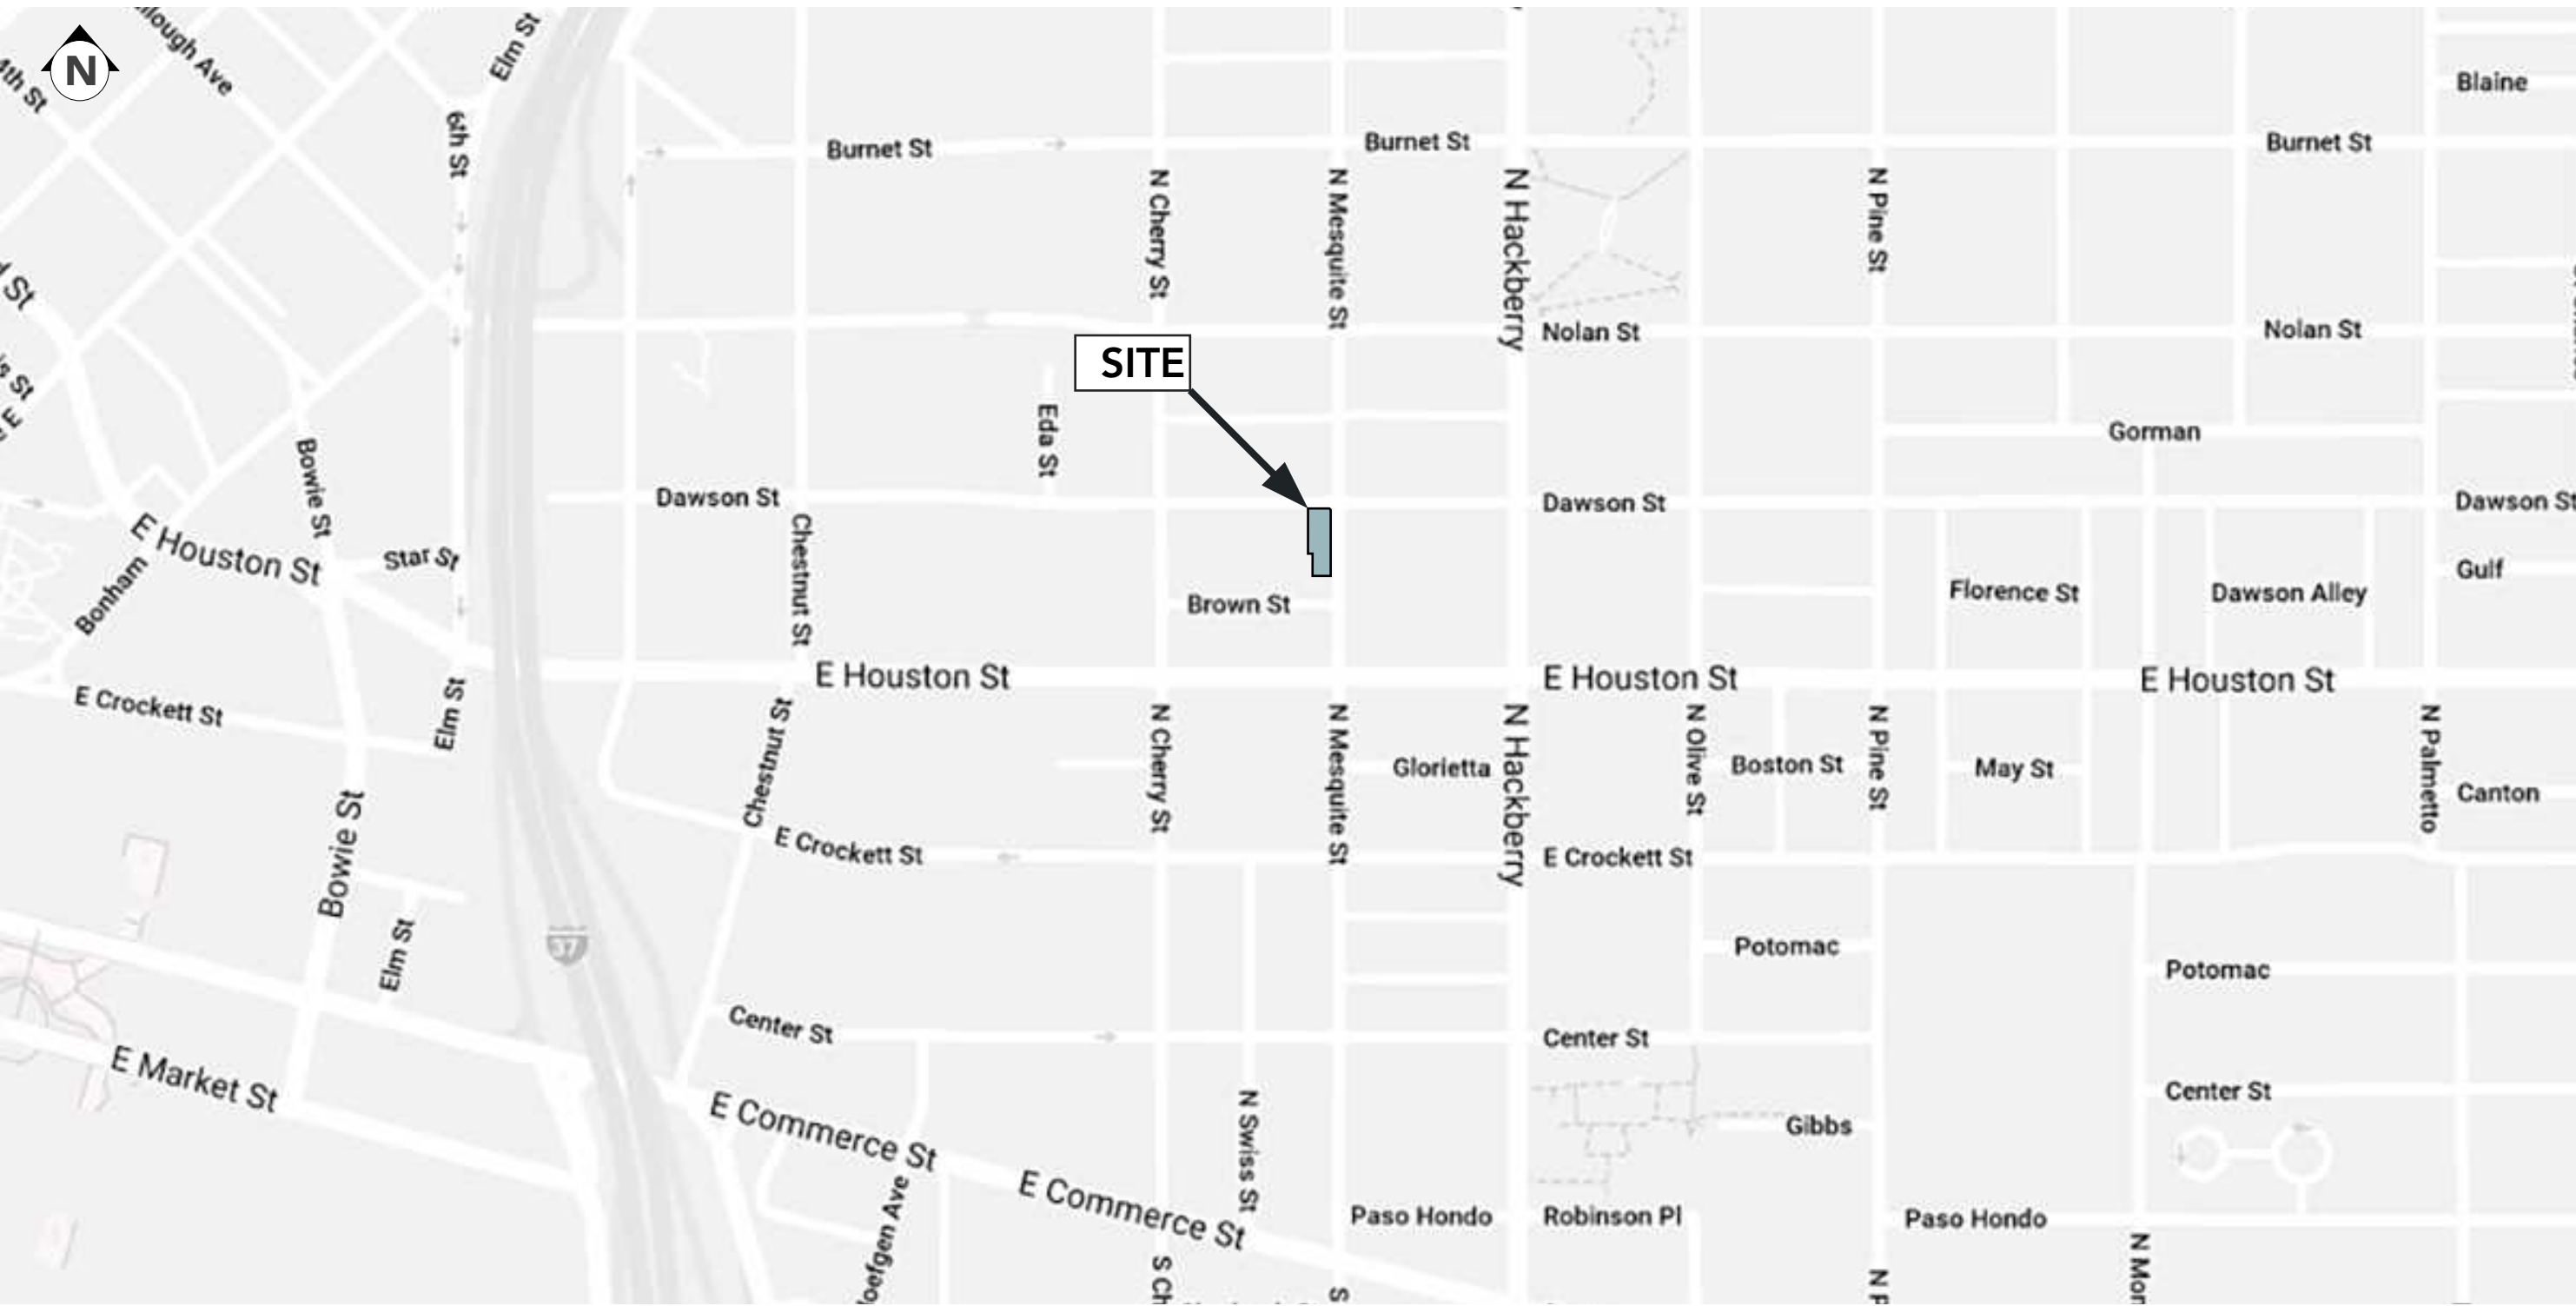 N
Elm St
6th St
Blaine
Burnet St
Burnet St
Burnet St
N Cherry St
N Mesquite St
N Hackberry
N Pine St
Nolan St
Nolan St
SITE
Eda St
Bowie St
Gorman
Dawson St
Dawson St
Dawson St
E Houston St
Star St
Bonham
Chestnut St
Brown St
Florence St
Dawson Alley
Gulf
E Houston St
E Houston St
E Houston St
E Crockett St
Elm St
Chestnut St
N Cherry St
N Mesquite St
Glorietta
N Hackberry
N Olive St
Boston St
N Pine St
May St
N Palmetto
Canton
Bowie St
E Crockett St
E Crockett St
Elm St
37
Potomac
Potomac
Center St
Center St
Center St
E Market St
E Commerce St
E Commerce St
N Swiss St
Gibbs
Paso Hondo
Robinson Pl
Paso Hondo